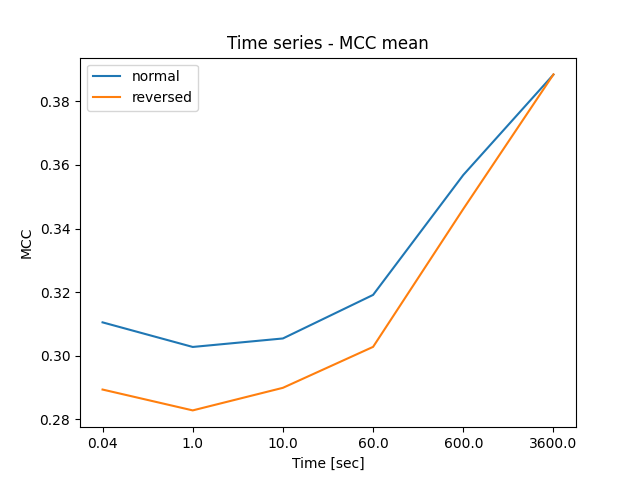 Time series - MCC mean
normal
reversed
0.38
0.36
0.34
0.32
0.30
0.28
MCC
0.04 1.0 10.0 60.0 600.0 3600.0
Time [sec]